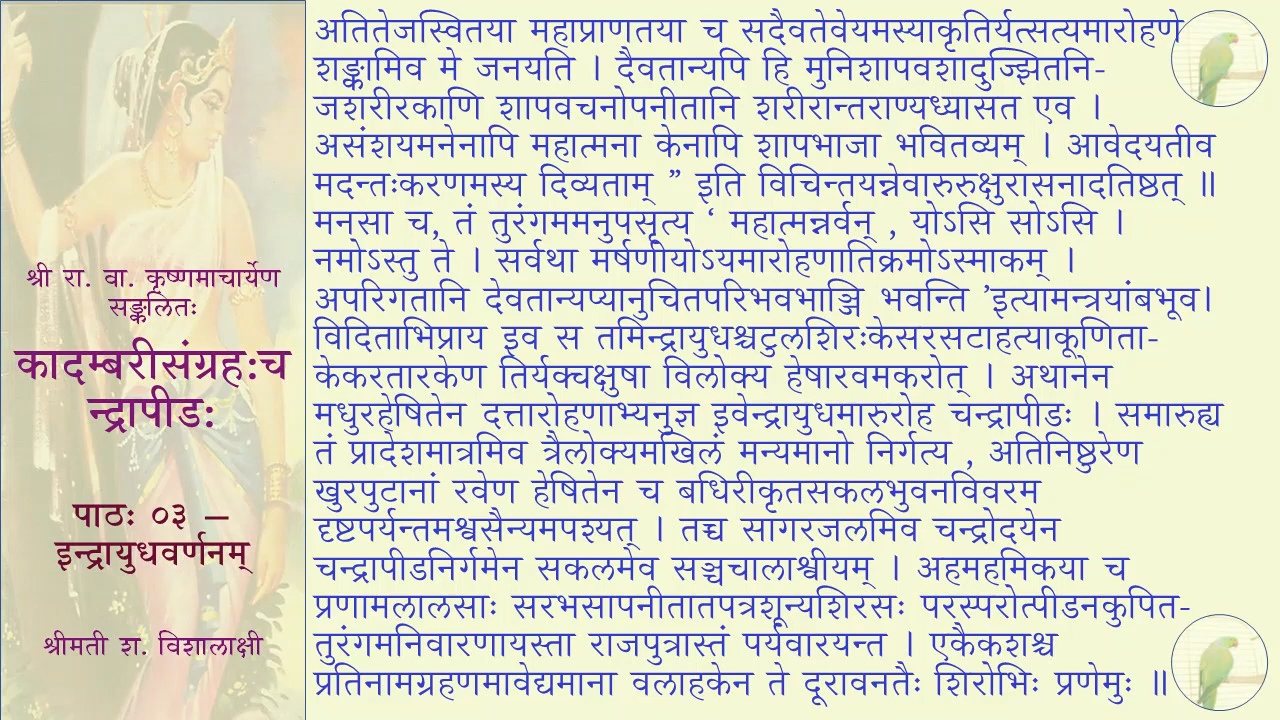 श्री रा. वा. कृष्णमाचार्येण
सङ्कलितः
कादम्बरीसंग्रह:च
न्द्रापीड:
पाठः ०३ –
इन्द्रायुधवर्णनम्
श्रीमती श. विशालाक्षी
अतितेजस्वितया महाप्राणतया च सदैवतेवेयमस्याकृतिर्यत्सत्यमारोहणे
शङ्कामिव मे जनयति । दैवतान्यपि हि मुनिशापवशादुज्झितनि-
जशरीरकाणि शापवचनोपनीतानि शरीरान्तराण्यध्यासत एव ।
असंशयमनेनापि महात्मना केनापि शापभाजा भवितव्यम् । आवेदयतीव
मदन्तःकरणमस्य दिव्यताम् ” इति विचिन्तयन्नेवारुरुक्षुरासनादतिष्ठत् ॥
मनसा च, तं तुरंगममनुपसृत्य ‘ महात्मन्नर्वन् , योऽसि सोऽसि ।
नमोऽस्तु ते । सर्वथा मर्षणीयोऽयमारोहणातिक्रमोऽस्माकम् ।
अपरिगतानि देवतान्यप्यानुचितपरिभवभाञ्जि भवन्ति ’इत्यामन्त्रयांबभूव।
विदिताभिप्राय इव स तमिन्द्रायुधश्चटुलशिरःकेसरसटाहत्याकूणिता-
केकरतारकेण तिर्यक्चक्षुषा विलोक्य हेषारवमकरोत् । अथानेन
मधुरहेषितेन दत्तारोहणाभ्यनुज्ञ इवेन्द्रायुधमारुरोह चन्द्रापीडः । समारुह्य
तं प्रादेशमात्रमिव त्रैलोक्यमखिलं मन्यमानो निर्गत्य , अतिनिष्ठुरेण
खुरपुटानां रवेण हेषितेन च बधिरीकृतसकलभुवनविवरम
दृष्टपर्यन्तमश्वसैन्यमपश्यत् । तच्च सागरजलमिव चन्द्रोदयेन
चन्द्रापीडनिर्गमेन सकलमेव सञ्चचालाश्वीयम् । अहमहमिकया च
प्रणामलालसाः सरभसापनीतातपत्रशून्यशिरसः परस्परोत्पीडनकुपित-
तुरंगमनिवारणायस्ता राजपुत्रास्तं पर्यवारयन्त । एकैकशश्च
प्रतिनामग्रहणमावेद्यमाना वलाहकेन ते दूरावनतैः शिरोभिः प्रणेमुः ॥